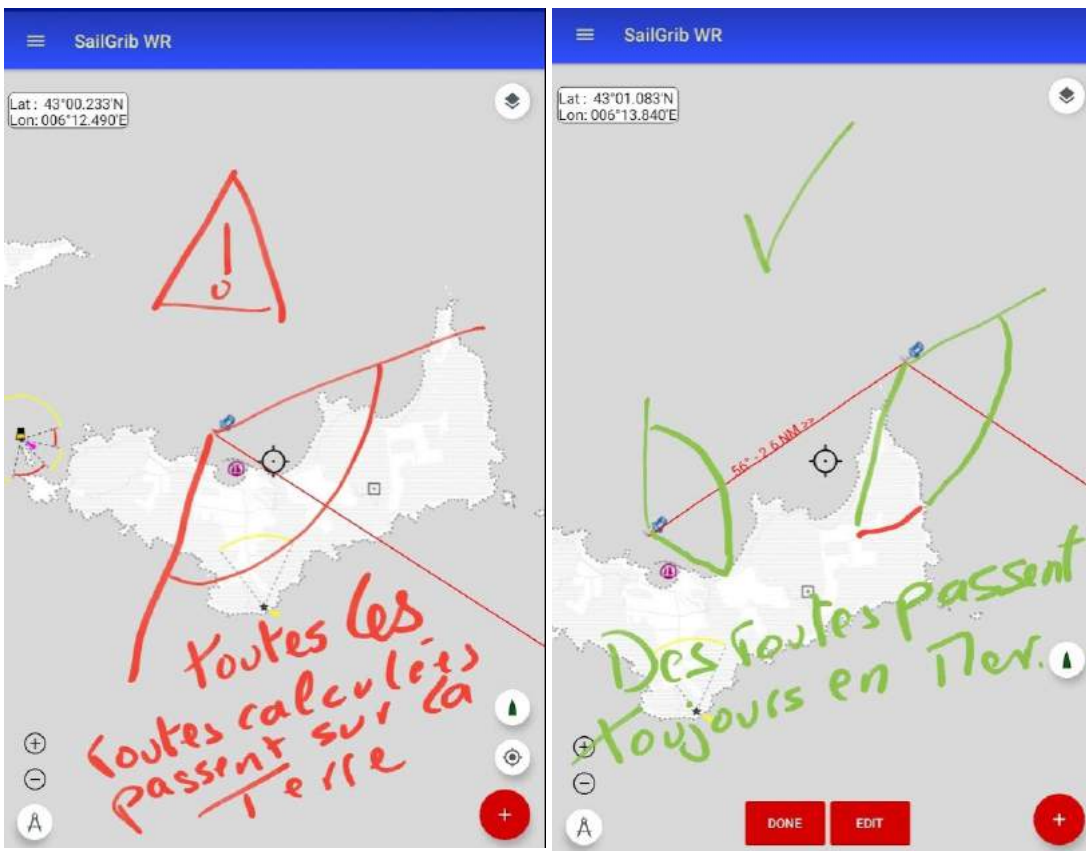 SailGrib WR
Lat : 43°00.233'N
Lon: 006°12.490'E
!
toutes les
routes calculées
passent sur la
Terre
SailGrib WR
Lat : 43°01.083'N
Lon: 006°13.840'E
56° - 2.6 NM >>
Des routes passent
toujours en Mer.
DONE
EDIT